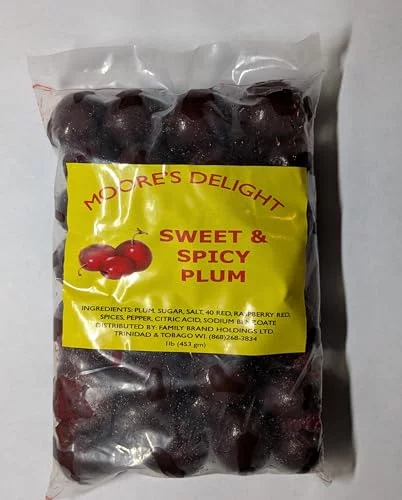 MOORE'S DELIGHT
SWEET &
SPICY
PLUM
INGREDIENTS: PLUM, SUGAR, SALT, 40 RED, RASPBERRY RED,
SPICES, PEPPER, CITRIC ACID, SODIUM BENZOATE
DISTRIBUTED BY: FAMILY BRAND HOLDINGS LTD.
TRINIDAD & TOBAGO WI. (868)268-3834
1lb (453 gm)